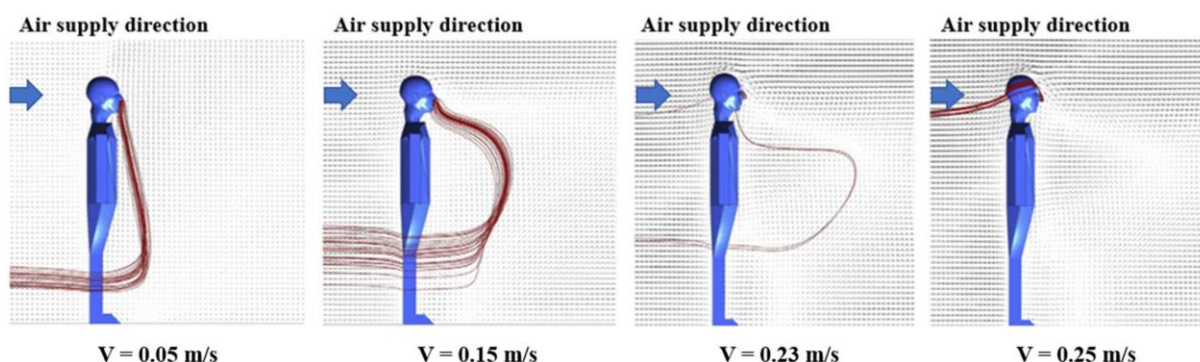 Air supply direction
Air supply direction
Air supply direction
Air supply direction
V = 0.05 m/s
V = 0.15 m/s
V = 0.23 m/s
V = 0.25 m/s